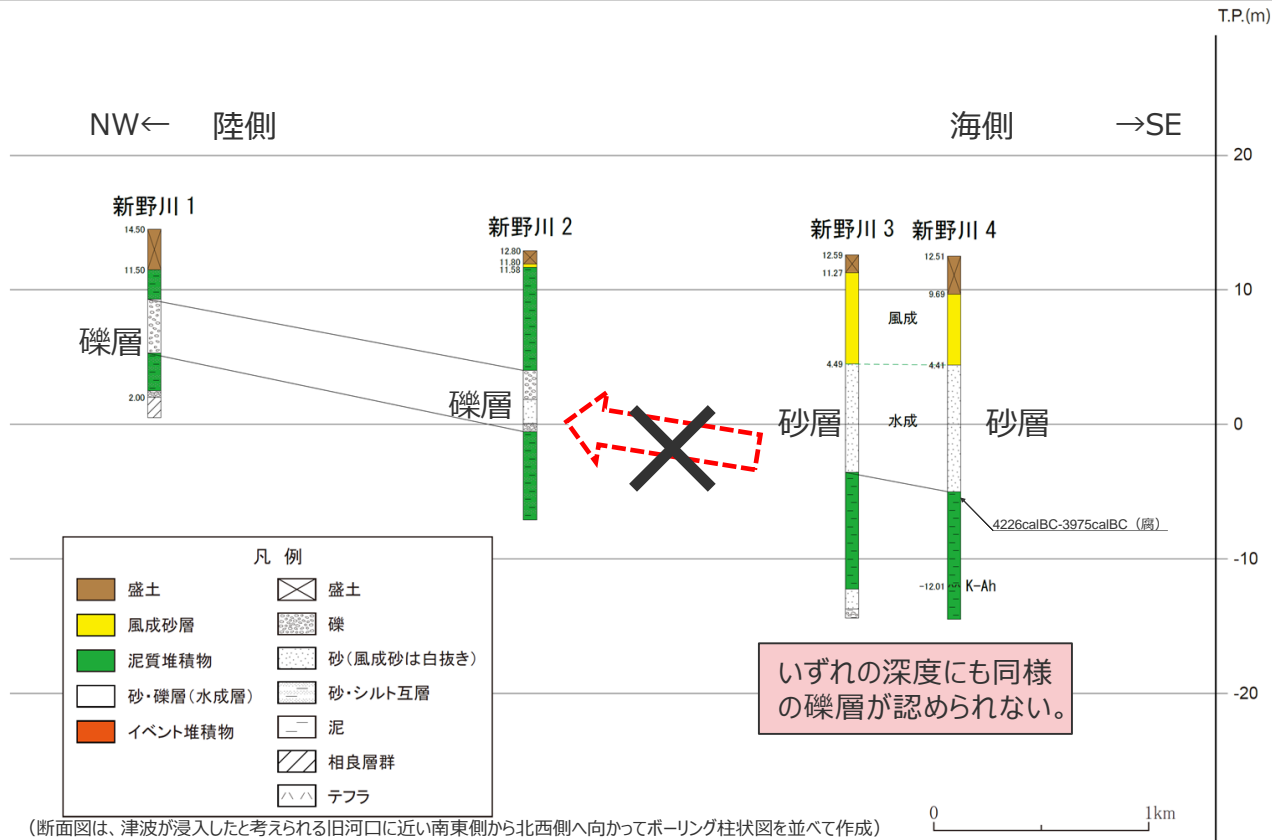 T.P.(m)
NW← 陸側
海側 →SE
20
新野川 1
新野川 2
新野川 3
新野川 4
14.50
11.50
2.00
12.80
11.80
11.58
12.59
11.27
4.49
12.51
9.69
4.41
10
風成
礫層
礫層
砂層
水成
砂層
0
4226calBC-3975calBC（腐）
-10
-12.01
K-Ah
凡 例
盛土
盛土
風成砂層
礫
泥質堆積物
砂(風成砂は白抜き)
砂・礫層(水成層)
砂・シルト互層
イベント堆積物
泥
相良層群
テフラ
いずれの深度にも同様
の礫層が認められない。
-20
0
1km
(断面図は、津波が浸入したと考えられる旧河口に近い南東側から北西側へ向かってボーリング柱状図を並べて作成)